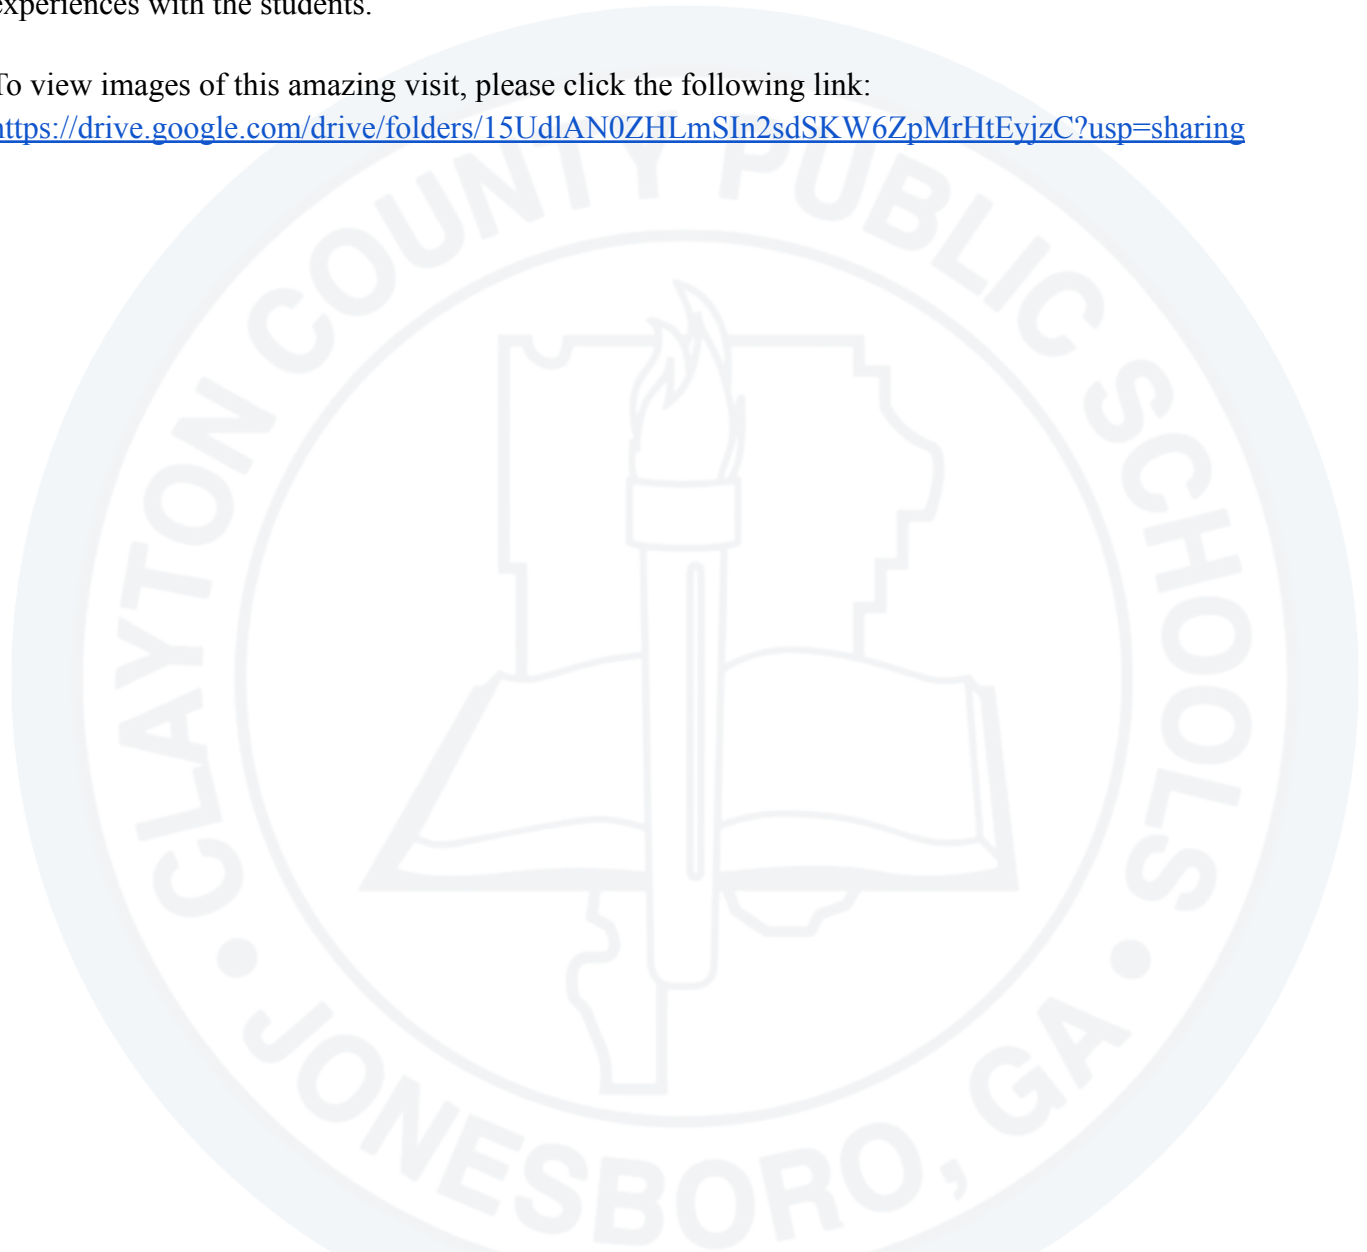 experiences with the students.
To view images of this amazing visit, please click the following link:
https://drive.google.com/drive/folders/15UdlAN0ZHLmSIn2sdSKW6ZpMrHtEyjzC?usp=sharing
CLAYTON COUNTY PUBLIC SCHOOLS
JONESBORO, GA